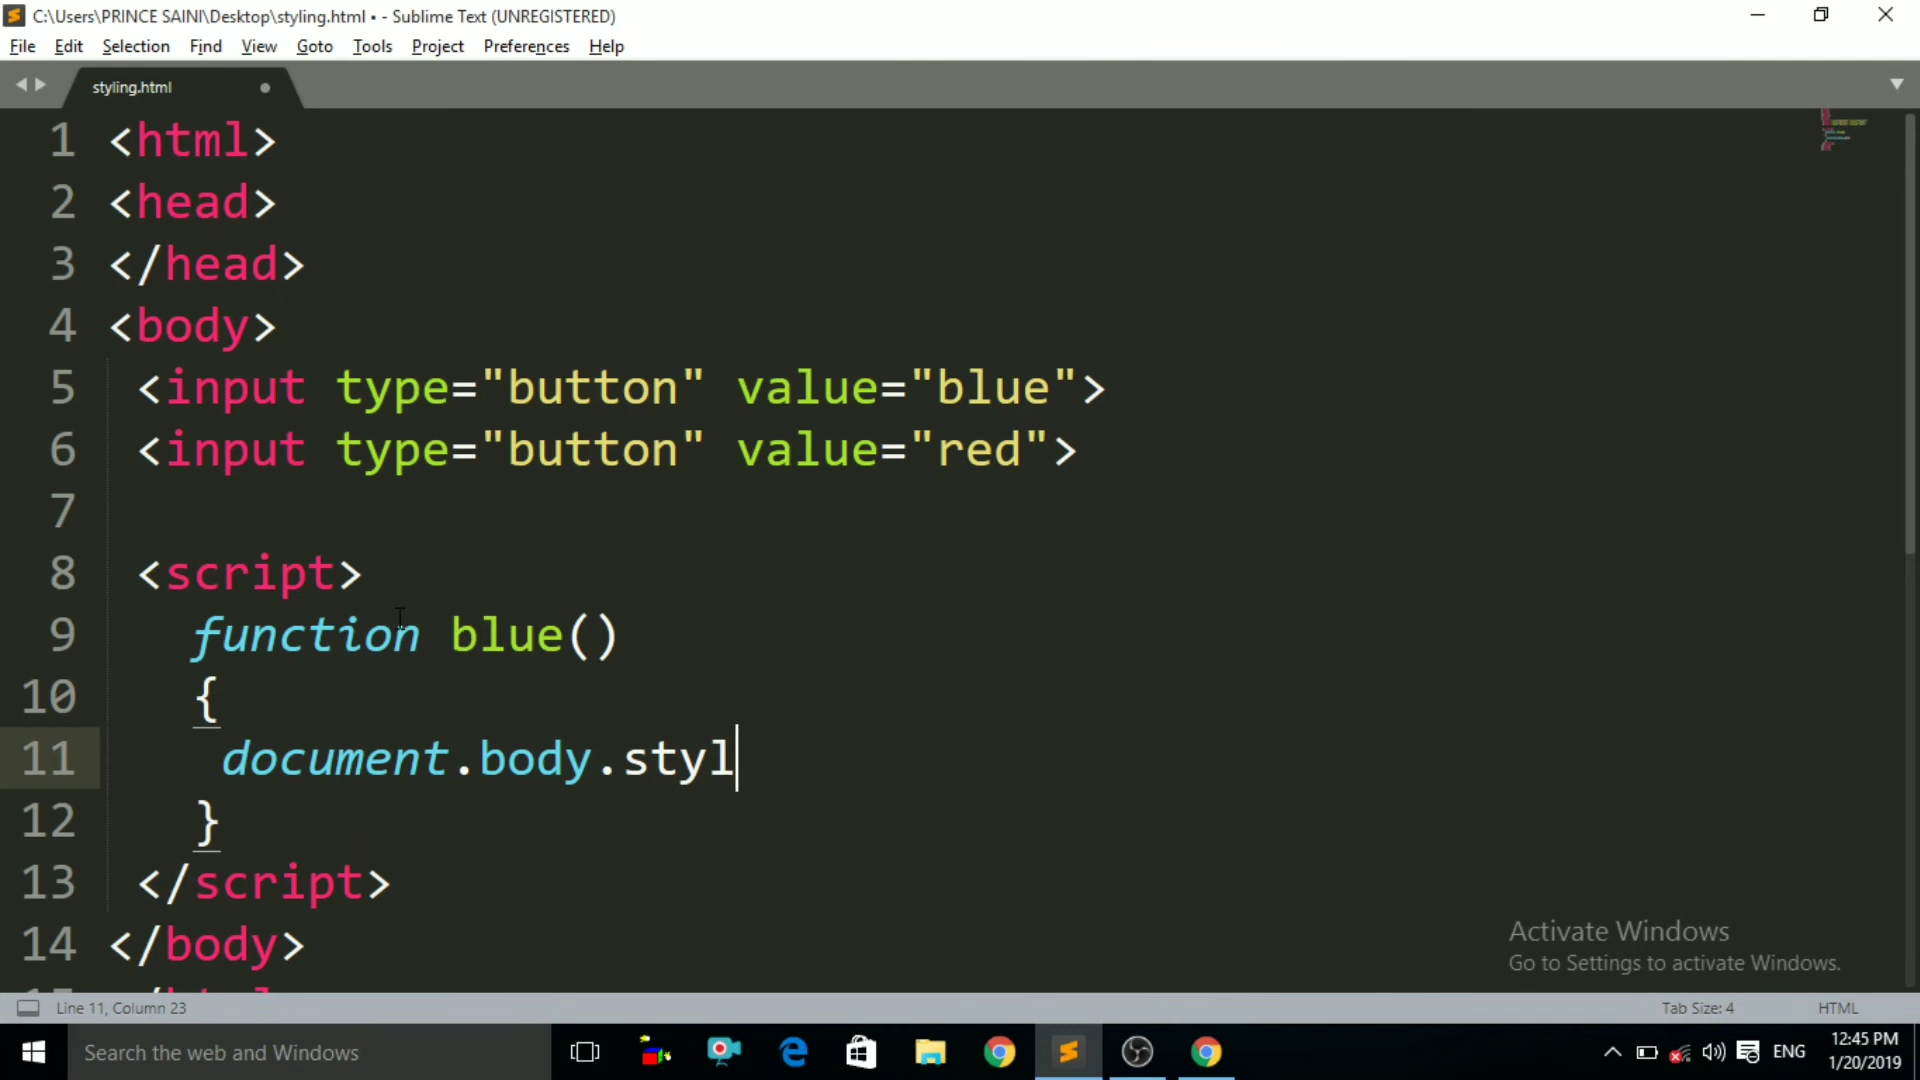 C:\Users\PRINCE SAINI\Desktop\styling.html • - Sublime Text (UNREGISTERED)
File Edit Selection Find View Goto Tools Project Preferences Help
styling.html
1 <html>
2 <head>
3 </head>
4 <body>
5 <input type="button" value="blue">
6 <input type="button" value="red">
7
8 <script>
9 function blue()
10 {
11 document.body.styl
12 }
13 </script>
14 </body>
Activate Windows
Go to Settings to activate Windows.
Line 11, Column 23 Tab Size: 4 HTML
Search the web and Windows
ENG
12:45 PM
1/20/2019